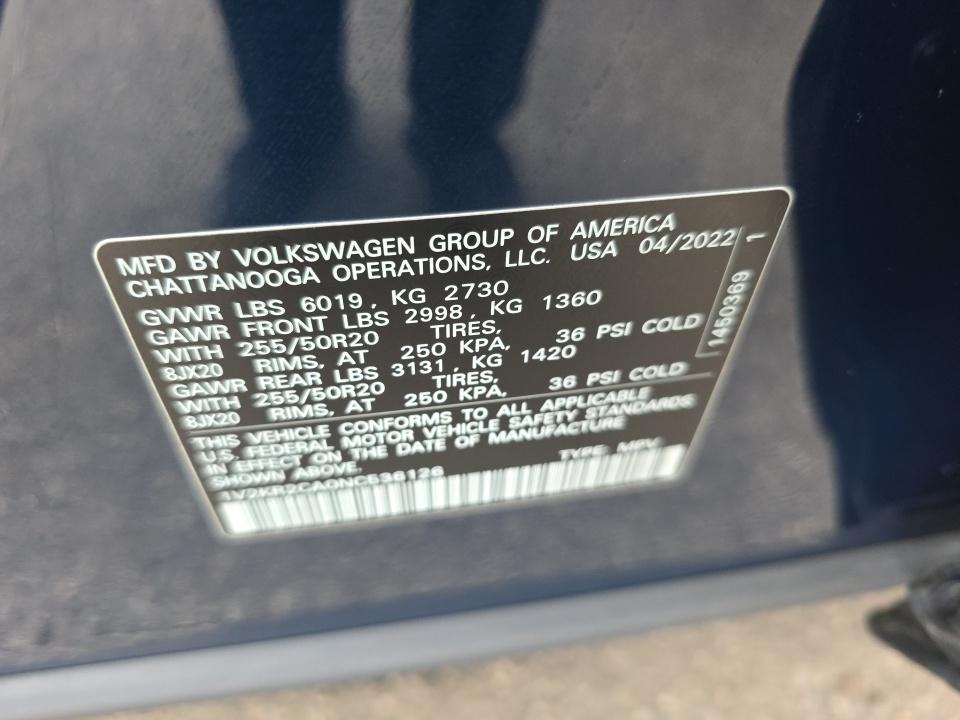 MFD BY VOLKSWAGEN GROUP OF AMERICA
CHATTANOOGA OPERATIONS, LLC. USA 04/2022
GVWR LBS 6019, KG 2730
GAWR FRONT LBS 2998, KG 1360
WITH 255/50R20 TIRES,
8JX20 RIMS, AT 250 KPA, 36 PSI COLD
GAWR REAR LBS 3131, KG 1420
WITH 255/50R20 TIRES,
8JX20 RIMS, AT 250 KPA, 36 PSI COLD
THIS VEHICLE CONFORMS TO ALL APPLICABLE
U.S. FEDERAL MOTOR VEHICLE SAFETY STANDARDS
IN EFFECT ON THE DATE OF MANUFACTURE
SHOWN ABOVE.
1V2KR2CA0NC536126 TYPE: MPV
1450369 1